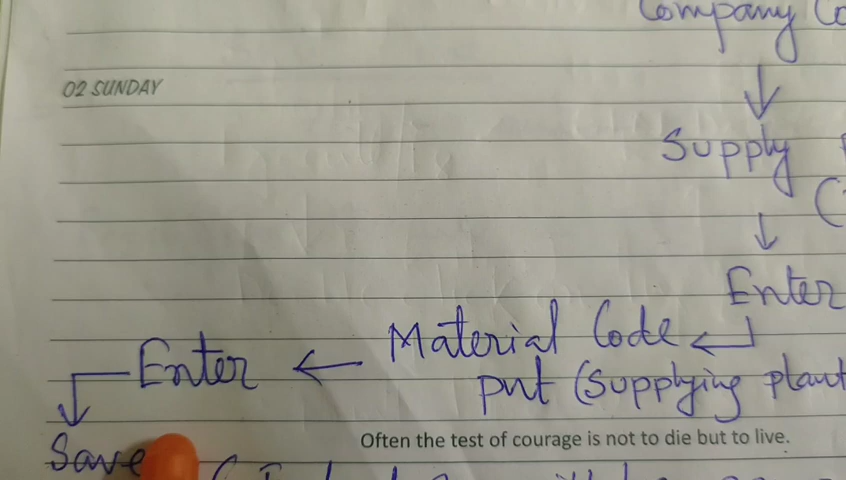 Company Co
02 SUNDAY
Supply
Enter
Material Code
Enter
put (Supplying plant
Often the test of courage is not to die but to live.
Save